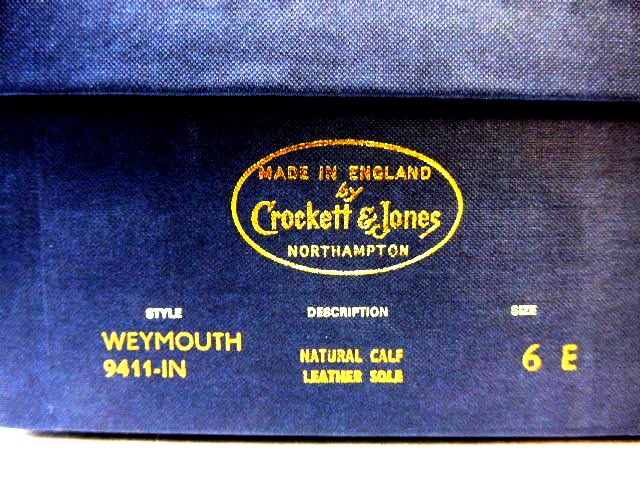 MADE IN ENGLAND
by
Crockett & Jones
NORTHAMPTON
STYLE DESCRIPTION SIZE
WEYMOUTH NATURAL CALF 6 E
9411-IN LEATHER SOLE